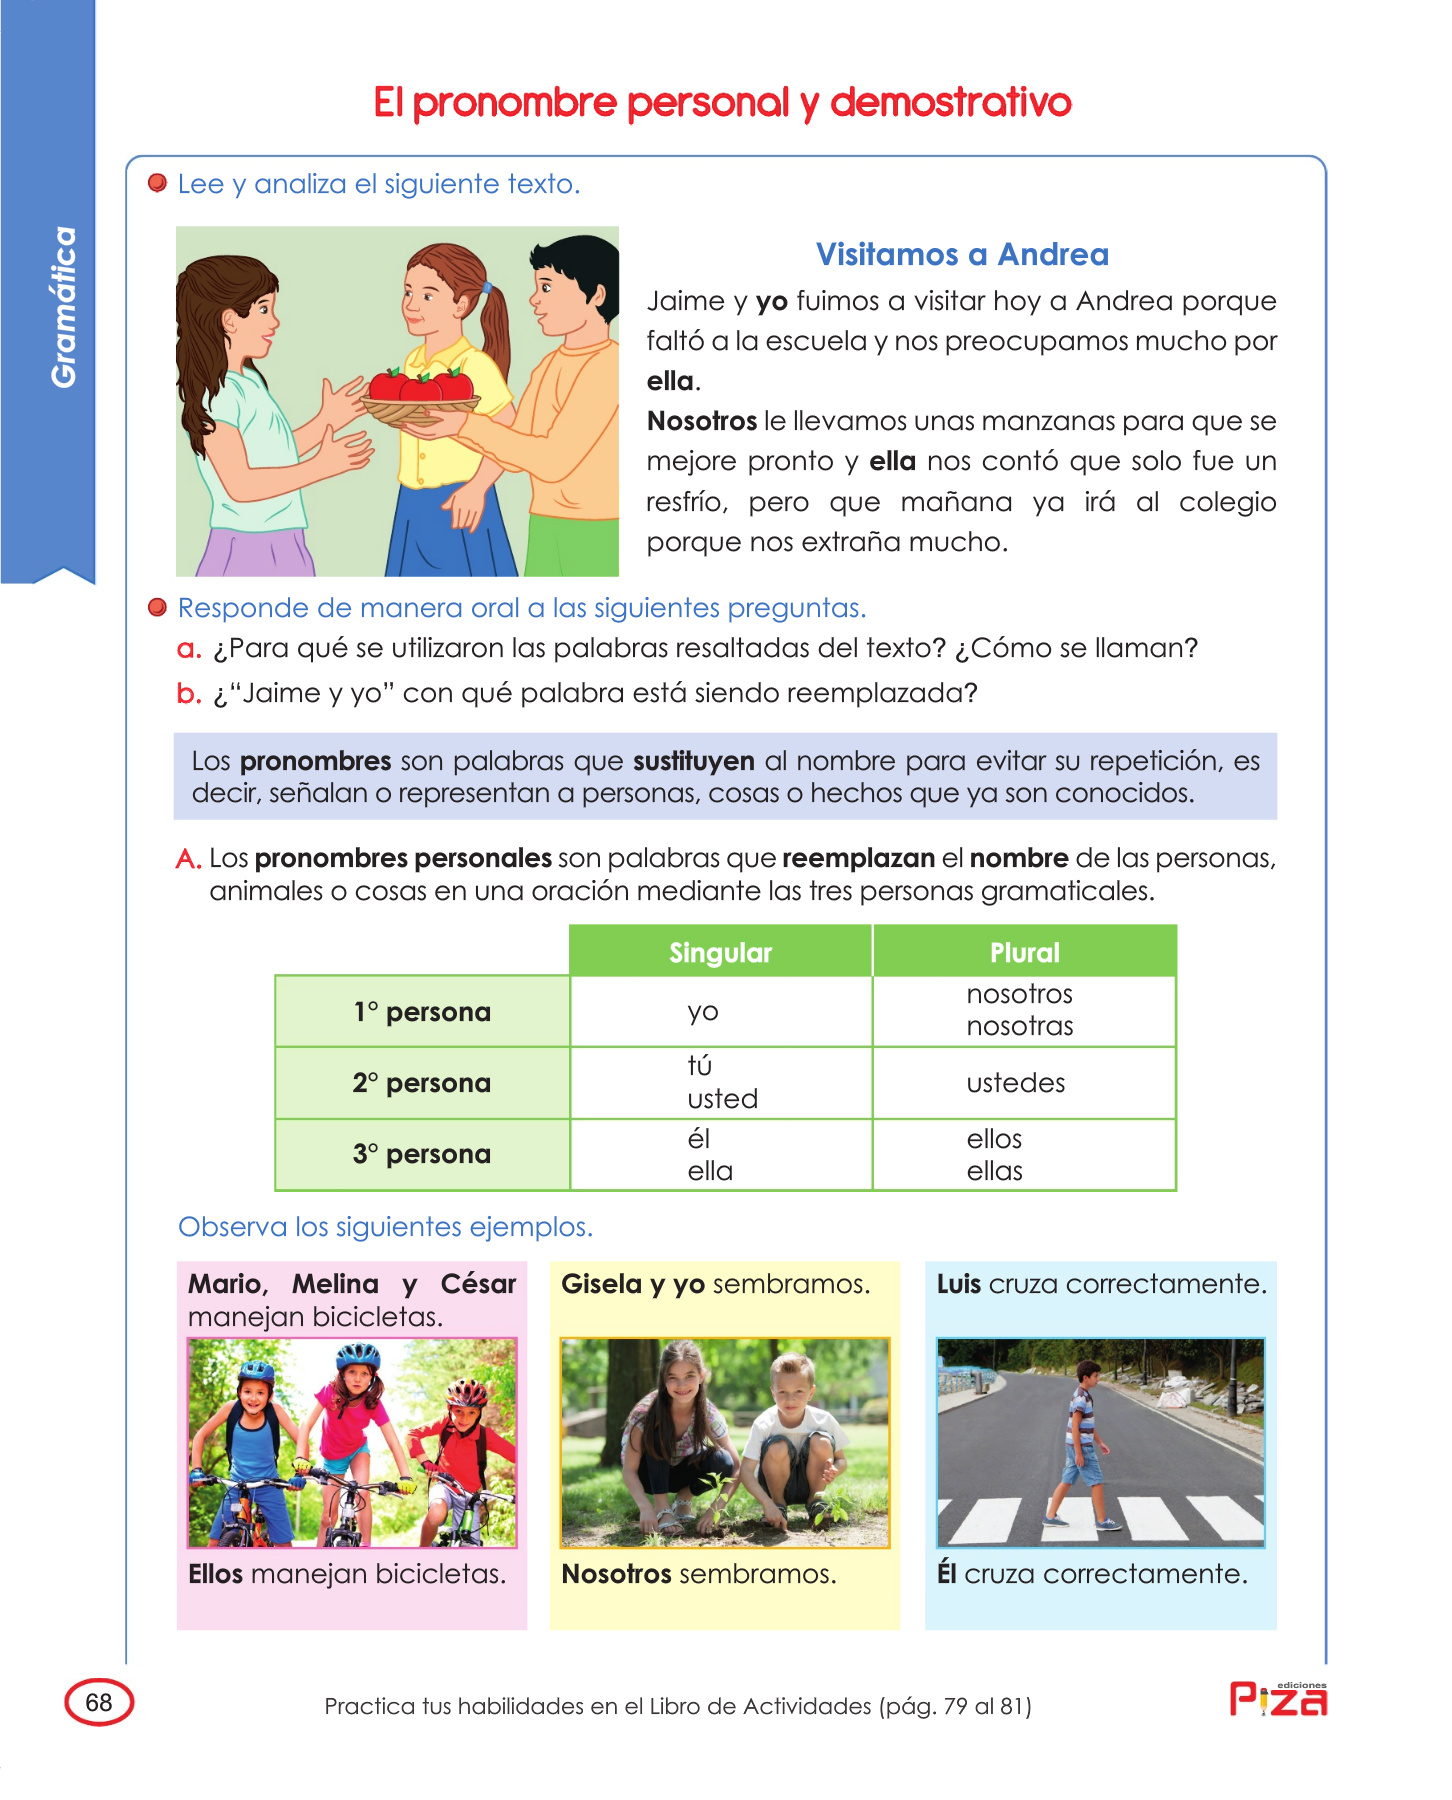 El pronombre personal y demostrativo
Gramática
Lee y analiza el siguiente texto.
Visitamos a Andrea
Jaime y yo fuimos a visitar hoy a Andrea porque
faltó a la escuela y nos preocupamos mucho por
ella.
Nosotros le llevamos unas manzanas para que se
mejore pronto y ella nos contó que solo fue un
resfrío, pero que mañana ya irá al colegio
porque nos extraña mucho.
Responde de manera oral a las siguientes preguntas.
a. ¿Para qué se utilizaron las palabras resaltadas del texto? ¿Cómo se llaman?
b. ¿“Jaime y yo” con qué palabra está siendo reemplazada?
Los pronombres son palabras que sustituyen al nombre para evitar su repetición, es
decir, señalan o representan a personas, cosas o hechos que ya son conocidos.
A. Los pronombres personales son palabras que reemplazan el nombre de las personas,
animales o cosas en una oración mediante las tres personas gramaticales.
Singular Plural
1° persona yo nosotros
nosotras
2° persona tú
usted ustedes
3° persona él ellos
ella ellas
Observa los siguientes ejemplos.
Mario, Melina y César
manejan bicicletas.
Ellos manejan bicicletas.
Gisela y yo sembramos.
Nosotros sembramos.
Luis cruza correctamente.
Él cruza correctamente.
68
Practica tus habilidades en el Libro de Actividades (pág. 79 al 81)
ediciones
Piza